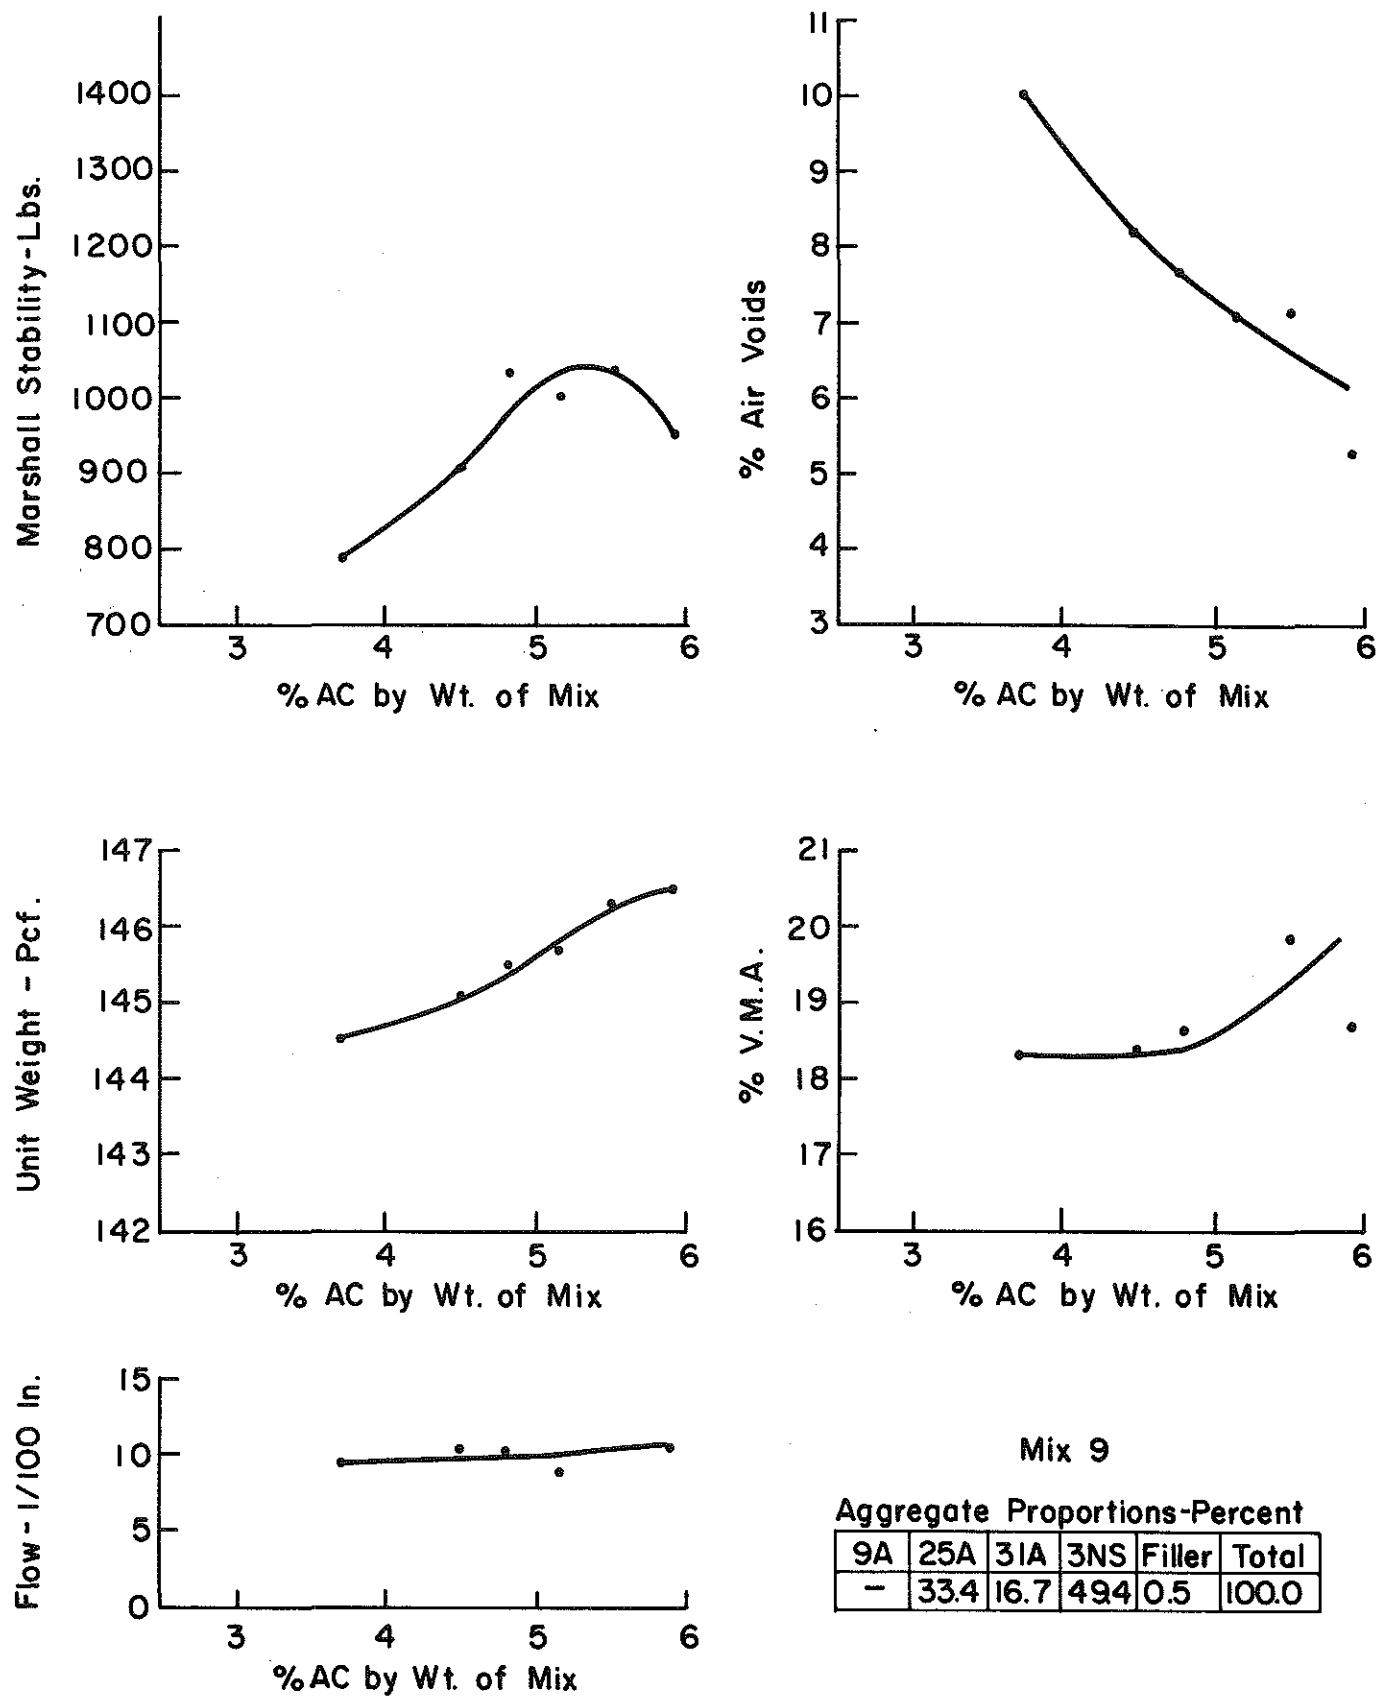 Marshall Stability-Lbs.
1400
1300
1200
1100
1000
900
800
700
3 4 5 6
% AC by Wt. of Mix
% Air Voids
11
10
9
8
7
6
5
4
3
3 4 5 6
% AC by Wt. of Mix
Unit Weight - Pcf.
147
146
145
144
143
142
3 4 5 6
% AC by Wt. of Mix
% V.M.A.
21
20
19
18
17
16
3 4 5 6
% AC by Wt. of Mix
Flow-1/100 In.
15
10
5
0
3 4 5 6
% AC by Wt. of Mix
Mix 9
Aggregate Proportions-Percent
9A 25A 31A 3NS Filler Total
- 33.4 16.7 49.4 0.5 100.0